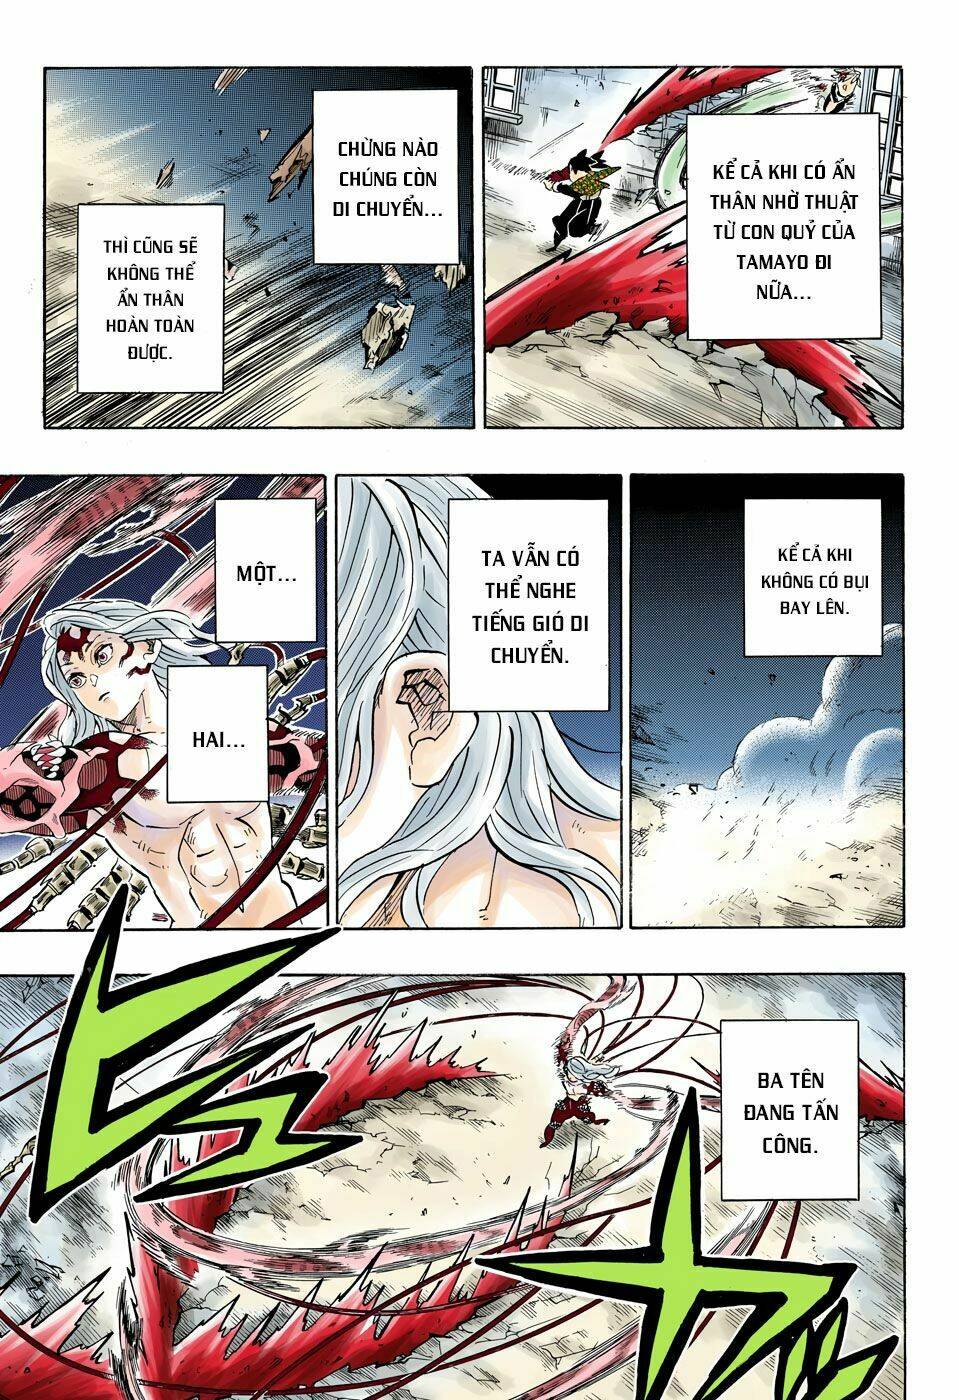 KỂ CẢ KHI CÓ ẨN
THÂN NHỜ THUẬT
TỪ CON QUỶ CỦA
TAMAYO ĐI
NỮA...
CHỪNG NÀO
CHÚNG CÒN
DI CHUYỂN...
THÌ CŨNG SẼ
KHÔNG THỂ
ẨN THÂN
HOÀN TOÀN
ĐƯỢC.
KỂ CẢ KHI
KHÔNG CÓ BỤI
BAY LÊN.
TA VẪN CÓ
THỂ NGHE
TIẾNG GIÓ DI
CHUYỂN.
MỘT...
HAI...
BA TÊN
ĐANG TẤN
CÔNG.
ヒュ